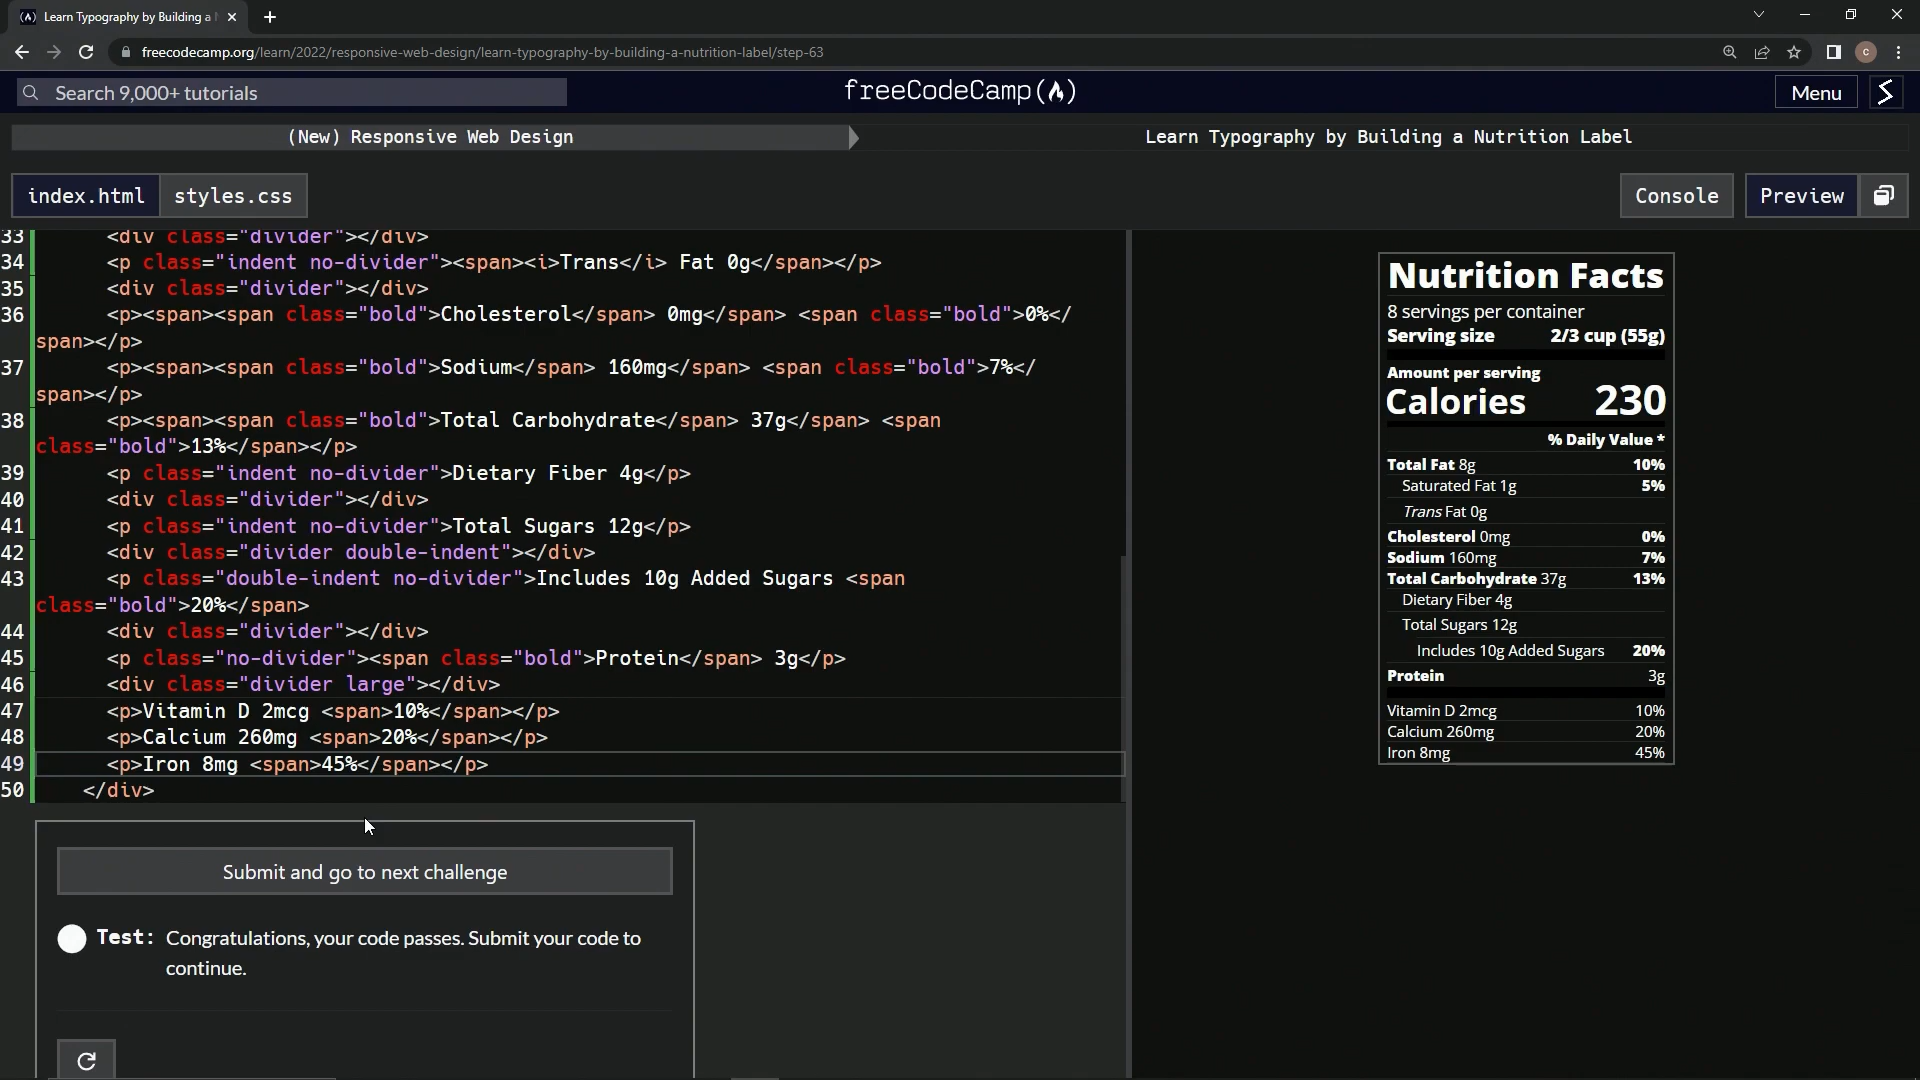 Learn Typography by Building a
freecodecamp.org/learn/2022/responsive-web-design/learn-typography-by-building-a-nutrition-label/step-63
C
Search 9,000+ tutorials
freeCodeCamp
Menu
(New) Responsive Web Design
Learn Typography by Building a Nutrition Label
index.html
styles.css
Console
Preview
33 <div class="divider"></div>
34 <p class="indent no-divider"><span><i>Trans</i> Fat 0g</span></p>
35 <div class="divider"></div>
36 <p><span><span class="bold">Cholesterol</span> 0mg</span> <span class="bold">0%</
span></p>
37 <p><span><span class="bold">Sodium</span> 160mg</span> <span class="bold">7%</
span></p>
38 <p><span><span class="bold">Total Carbohydrate</span> 37g</span> <span
class="bold">13%</span></p>
39 <p class="indent no-divider">Dietary Fiber 4g</p>
40 <div class="divider"></div>
41 <p class="indent no-divider">Total Sugars 12g</p>
42 <div class="divider double-indent"></div>
43 <p class="double-indent no-divider">Includes 10g Added Sugars <span
class="bold">20%</span>
44 <div class="divider"></div>
45 <p class="no-divider"><span class="bold">Protein</span> 3g</p>
46 <div class="divider large"></div>
47 <p>Vitamin D 2mcg <span>10%</span></p>
48 <p>Calcium 260mg <span>20%</span></p>
49 <p>Iron 8mg <span>45%</span></p>
50 </div>
Submit and go to next challenge
Test: Congratulations, your code passes. Submit your code to
continue.
Nutrition Facts
8 servings per container
Serving size 2/3 cup (55g)
Amount per serving
Calories 230
% Daily Value *
Total Fat 8g 10%
Saturated Fat 1g 5%
Trans Fat 0g
Cholesterol 0mg 0%
Sodium 160mg 7%
Total Carbohydrate 37g 13%
Dietary Fiber 4g
Total Sugars 12g
Includes 10g Added Sugars 20%
Protein 3g
Vitamin D 2mcg 10%
Calcium 260mg 20%
Iron 8mg 45%